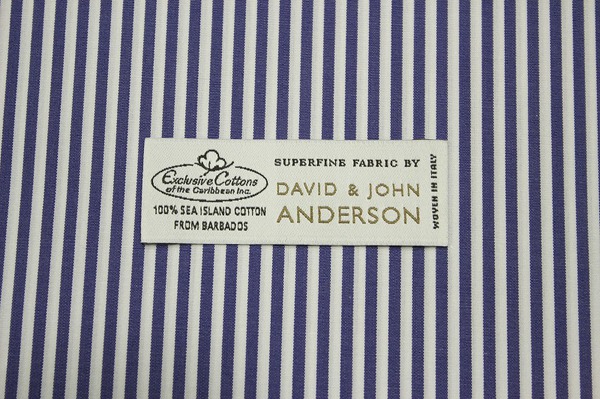 Exclusive Cottons
of the Caribbean Inc.
100% SEA ISLAND COTTON
FROM BARBADOS
SUPERFINE FABRIC BY
DAVID & JOHN
ANDERSON
WOVEN IN ITALY